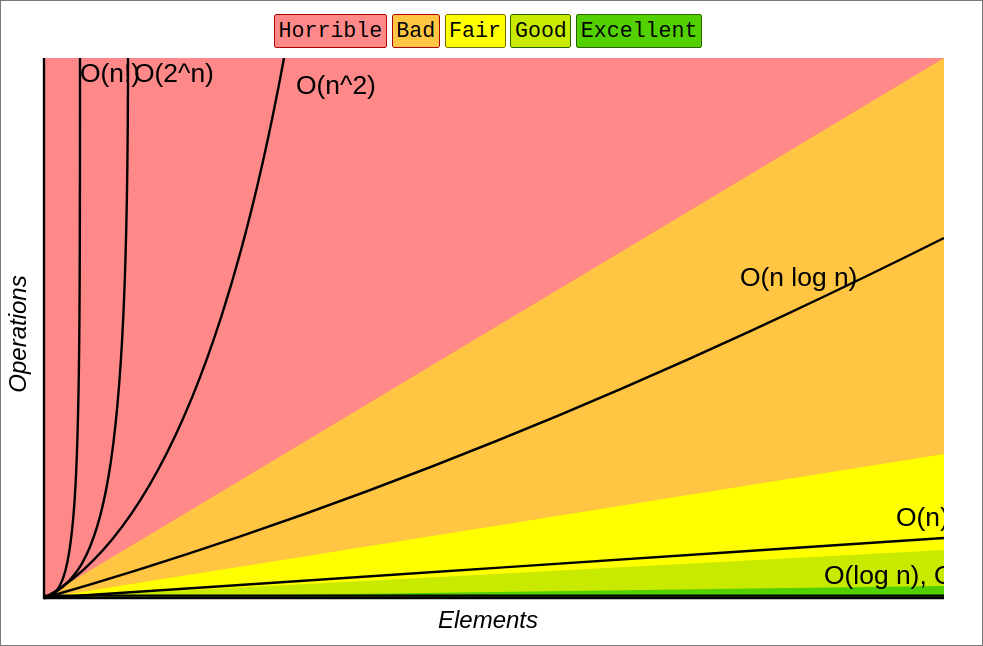 Horrible Bad Fair Good Excellent
O(n!) O(2^n)
O(n^2)
O(n log n)
O(n)
O(log n),
Operations
Elements